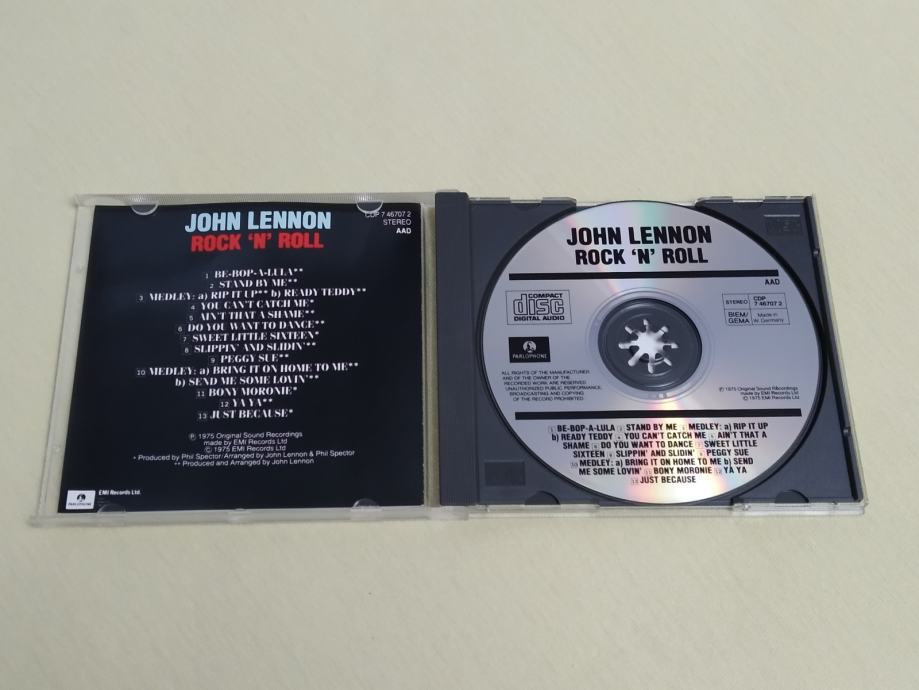 JOHN LENNON
ROCK 'N' ROLL
CDP 7 46707 2
STEREO
AAD
1 BE-BOP-A-LULA**
2 STAND BY ME**
3 MEDLEY: a) RIP IT UP** b) READY TEDDY**
4 YOU CAN'T CATCH ME*
5 AIN'T THAT A SHAME**
6 DO YOU WANT TO DANCE**
7 SWEET LITTLE SIXTEEN*
8 SLIPPIN' AND SLIDIN'**
9 PEGGY SUE**
10 MEDLEY: a) BRING IT ON HOME TO ME**
b) SEND ME SOME LOVIN'**
11 BONY MORONIE*
12 YA YA**
13 JUST BECAUSE*
℗ 1975 Original Sound Recordings
made by EMI Records Ltd
© 1975 EMI Records Ltd
* Produced by Phil Spector/Arranged by John Lennon & Phil Spector
** Produced and Arranged by John Lennon
PARLOPHONE
EMI Records Ltd.
JOHN LENNON
ROCK 'N' ROLL
AAD
COMPACT
disc
DIGITAL AUDIO
STEREO
CDP
7 46707 2
BIEM/
GEMA
Made in
W. Germany
PARLOPHONE
ALL RIGHTS OF THE MANUFACTURER
AND OF THE OWNER OF THE
RECORDED WORK ARE RESERVED
UNAUTHORIZED PUBLIC PERFORMANCE,
BROADCASTING AND COPYING
OF THE RECORD PROHIBITED.
℗ 1975 Original Sound Recordings
made by EMI Records Ltd
© 1975 EMI Records Ltd
1 BE-BOP-A-LULA 2 STAND BY ME 3 MEDLEY: a) RIP IT UP
b) READY TEDDY 4 YOU CAN'T CATCH ME 5 AIN'T THAT A
SHAME 6 DO YOU WANT TO DANCE 7 SWEET LITTLE
SIXTEEN 8 SLIPPIN' AND SLIDIN' 9 PEGGY SUE
10 MEDLEY: a) BRING IT ON HOME TO ME b) SEND
ME SOME LOVIN' 11 BONY MORONIE 12 YA YA
13 JUST BECAUSE